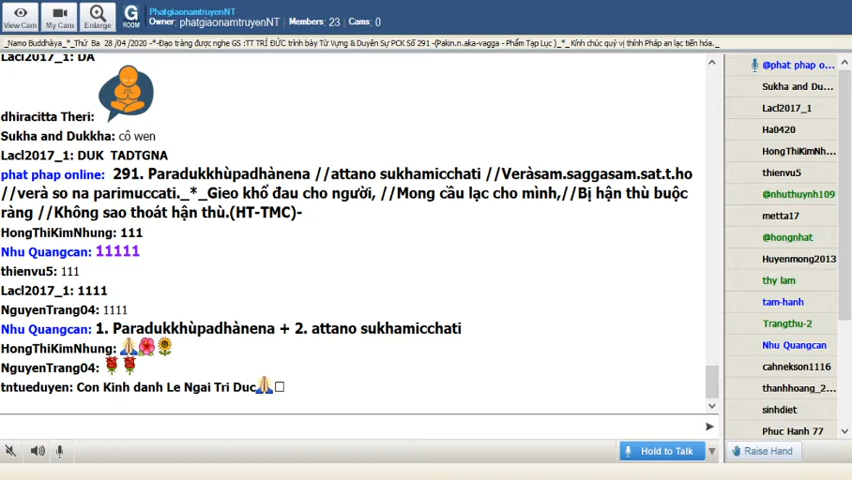 View Cam
My Cam
Enlarge
G
ROOM
PhatgiaonamtruyenNT
Owner: phatgiaonamtruyenNT | Members: 23 | Cams: 0
_Namo Buddhàya_*_Thứ Ba 28 /04 /2020 -*-Đạo tràng được nghe GS :TT TRÍ ĐỨC trình bày Từ Vựng & Duyên Sự PCK Số 291 -(Pakin.n.aka-vagga - Phẩm Tạp Lục )_*_ Kính chúc quý vị thính Pháp an lạc tiến hóa._
Lacl2017_1: DA
dhiracitta Theri:
Sukha and Dukkha: cô wen
Lacl2017_1: DUK TADTGNA
phat phap online: 291. Paradukkhùpadhànena //attano sukhamicchati //Veràsam.saggasam.sat.t.ho
//verà so na parimuccati._*_Gieo khổ đau cho người, //Mong cầu lạc cho mình,//Bị hận thù buộc
ràng //Không sao thoát hận thù.(HT-TMC)-
HongThiKimNhung: 111
Nhu Quangcan: 11111
thienvu5: 111
Lacl2017_1: 1111
NguyenTrang04: 1111
Nhu Quangcan: 1. Paradukkhùpadhànena + 2. attano sukhamicchati
HongThiKimNhung:
NguyenTrang04:
tntueduyen: Con Kinh danh Le Ngai Tri Duc
Hold to Talk
@phat phap o...
Sukha and Du...
Lacl2017_1
Ha0420
HongThiKimNh...
thienvu5
@nhuthuynh109
metta17
@hongnhat
Huyenmong2013
thy lam
tam-hanh
Trangthu-2
Nhu Quangcan
cahnekson1116
thanhhoang_2...
sinhdiet
Phuc Hanh 77
Raise Hand